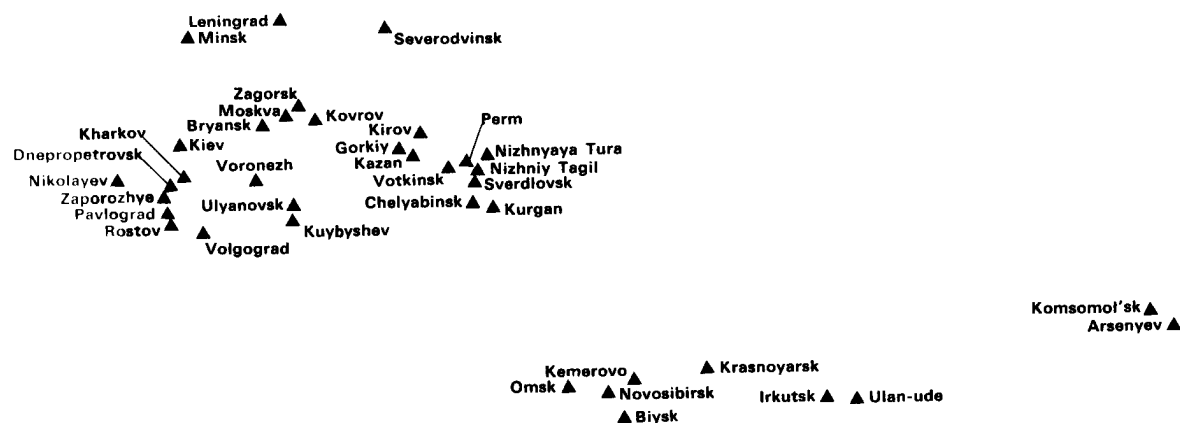 Leningrad
Minsk
Severodvinsk
Zagorsk
Moskva
Kovrov
Bryansk
Kirov
Perm
Kharkov
Kiev
Gorkiy
Nizhnyaya Tura
Dnepropetrovsk
Voronezh
Kazan
Nizhniy Tagil
Nikolayev
Votkinsk
Sverdlovsk
Zaporozhye
Ulyanovsk
Chelyabinsk
Kurgan
Pavlograd
Rostov
Kuybyshev
Volgograd
Komsomol'sk
Arsenyev
Kemerovo
Krasnoyarsk
Omsk
Novosibirsk
Irkutsk
Ulan-ude
Biysk